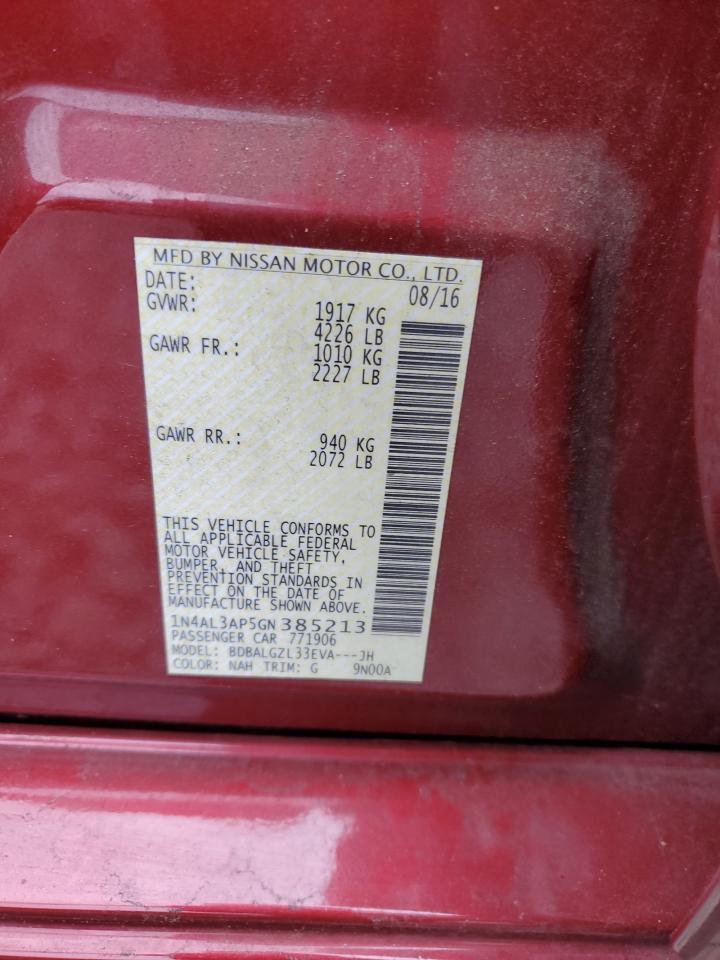 MFD BY NISSAN MOTOR CO., LTD.
DATE: 08/16
GVWR: 1917 KG
4226 LB
GAWR FR.: 1010 KG
2227 LB
GAWR RR.: 940 KG
2072 LB
THIS VEHICLE CONFORMS TO
ALL APPLICABLE FEDERAL
MOTOR VEHICLE SAFETY,
BUMPER, AND THEFT
PREVENTION STANDARDS IN
EFFECT ON THE DATE OF
MANUFACTURE SHOWN ABOVE.
1N4AL3AP5GN385213
PASSENGER CAR 771906
MODEL: BDBALGZL33EVA---JH
COLOR: NAH TRIM: G 9N00A